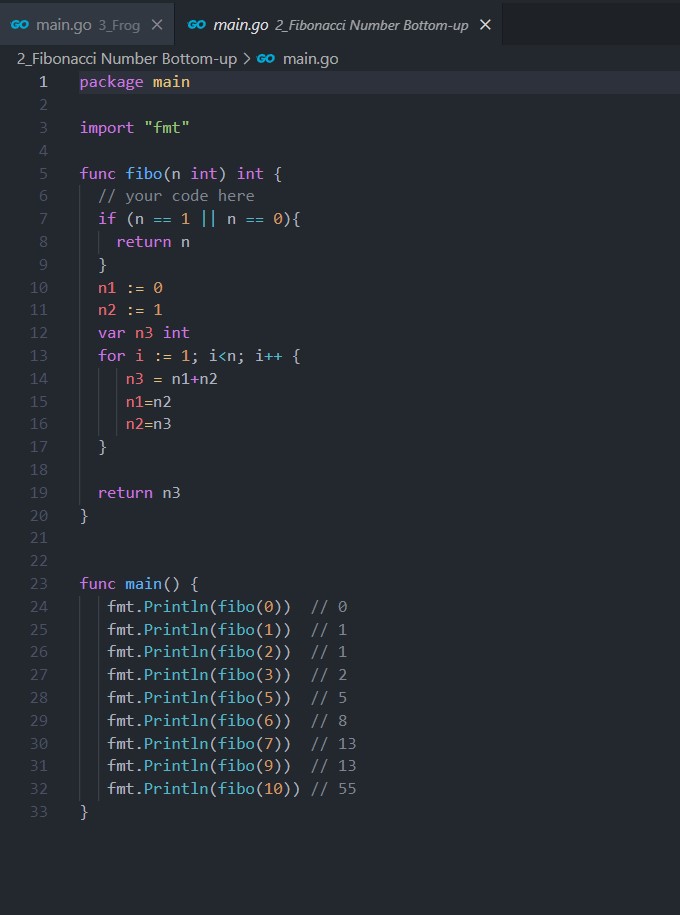 GO main.go 3_Frog × GO main.go 2_Fibonacci Number Bottom-up ×
2_Fibonacci Number Bottom-up > GO main.go
1 package main
2
3 import "fmt"
4
5 func fibo(n int) int {
6   // your code here
7   if (n == 1 || n == 0){
8     return n
9   }
10   n1 := 0
11   n2 := 1
12   var n3 int
13   for i := 1; i<n; i++ {
14      n3 = n1+n2
15      n1=n2
16      n2=n3
17   }
18
19   return n3
20 }
21
22
23 func main() {
24    fmt.Println(fibo(0))  // 0
25    fmt.Println(fibo(1))  // 1
26    fmt.Println(fibo(2))  // 1
27    fmt.Println(fibo(3))  // 2
28    fmt.Println(fibo(5))  // 5
29    fmt.Println(fibo(6))  // 8
30    fmt.Println(fibo(7))  // 13
31    fmt.Println(fibo(9))  // 13
32    fmt.Println(fibo(10)) // 55
33 }